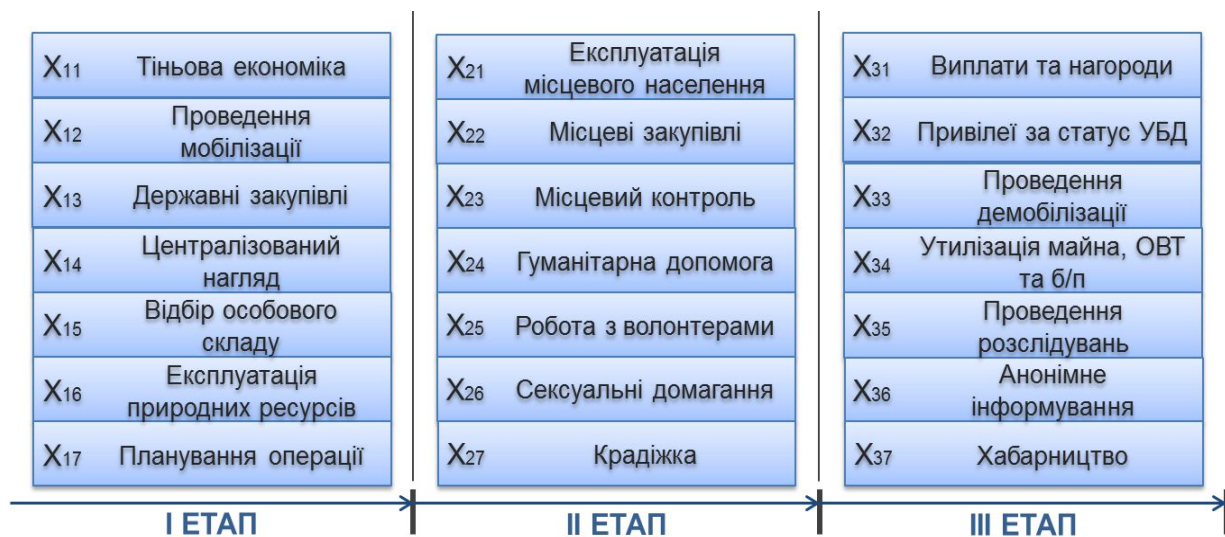 X11 Тіньова економіка
X12 Проведення
мобілізації
X13 Державні закупівлі
X14 Централізований
нагляд
X15 Відбір особового
складу
X16 Експлуатація
природних ресурсів
X17 Планування операції
I ЕТАП
X21 Експлуатація
місцевого населення
X22 Місцеві закупівлі
X23 Місцевий контроль
X24 Гуманітарна допомога
X25 Робота з волонтерами
X26 Сексуальні домагання
X27 Крадіжка
II ЕТАП
X31 Виплати та нагороди
X32 Привілеї за статус УБД
X33 Проведення
демобілізації
X34 Утилізація майна, ОВТ
та б/п
X35 Проведення
розслідувань
X36 Анонімне
інформування
X37 Хабарництво
III ЕТАП